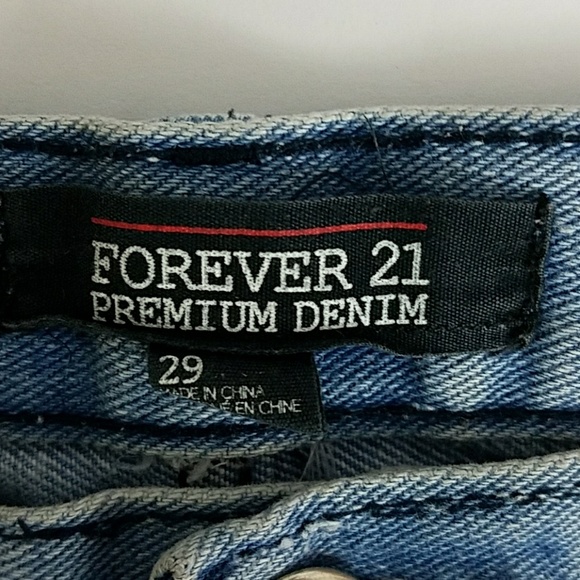 FOREVER 21
PREMIUM DENIM
29
MADE IN CHINA
EN CHINE